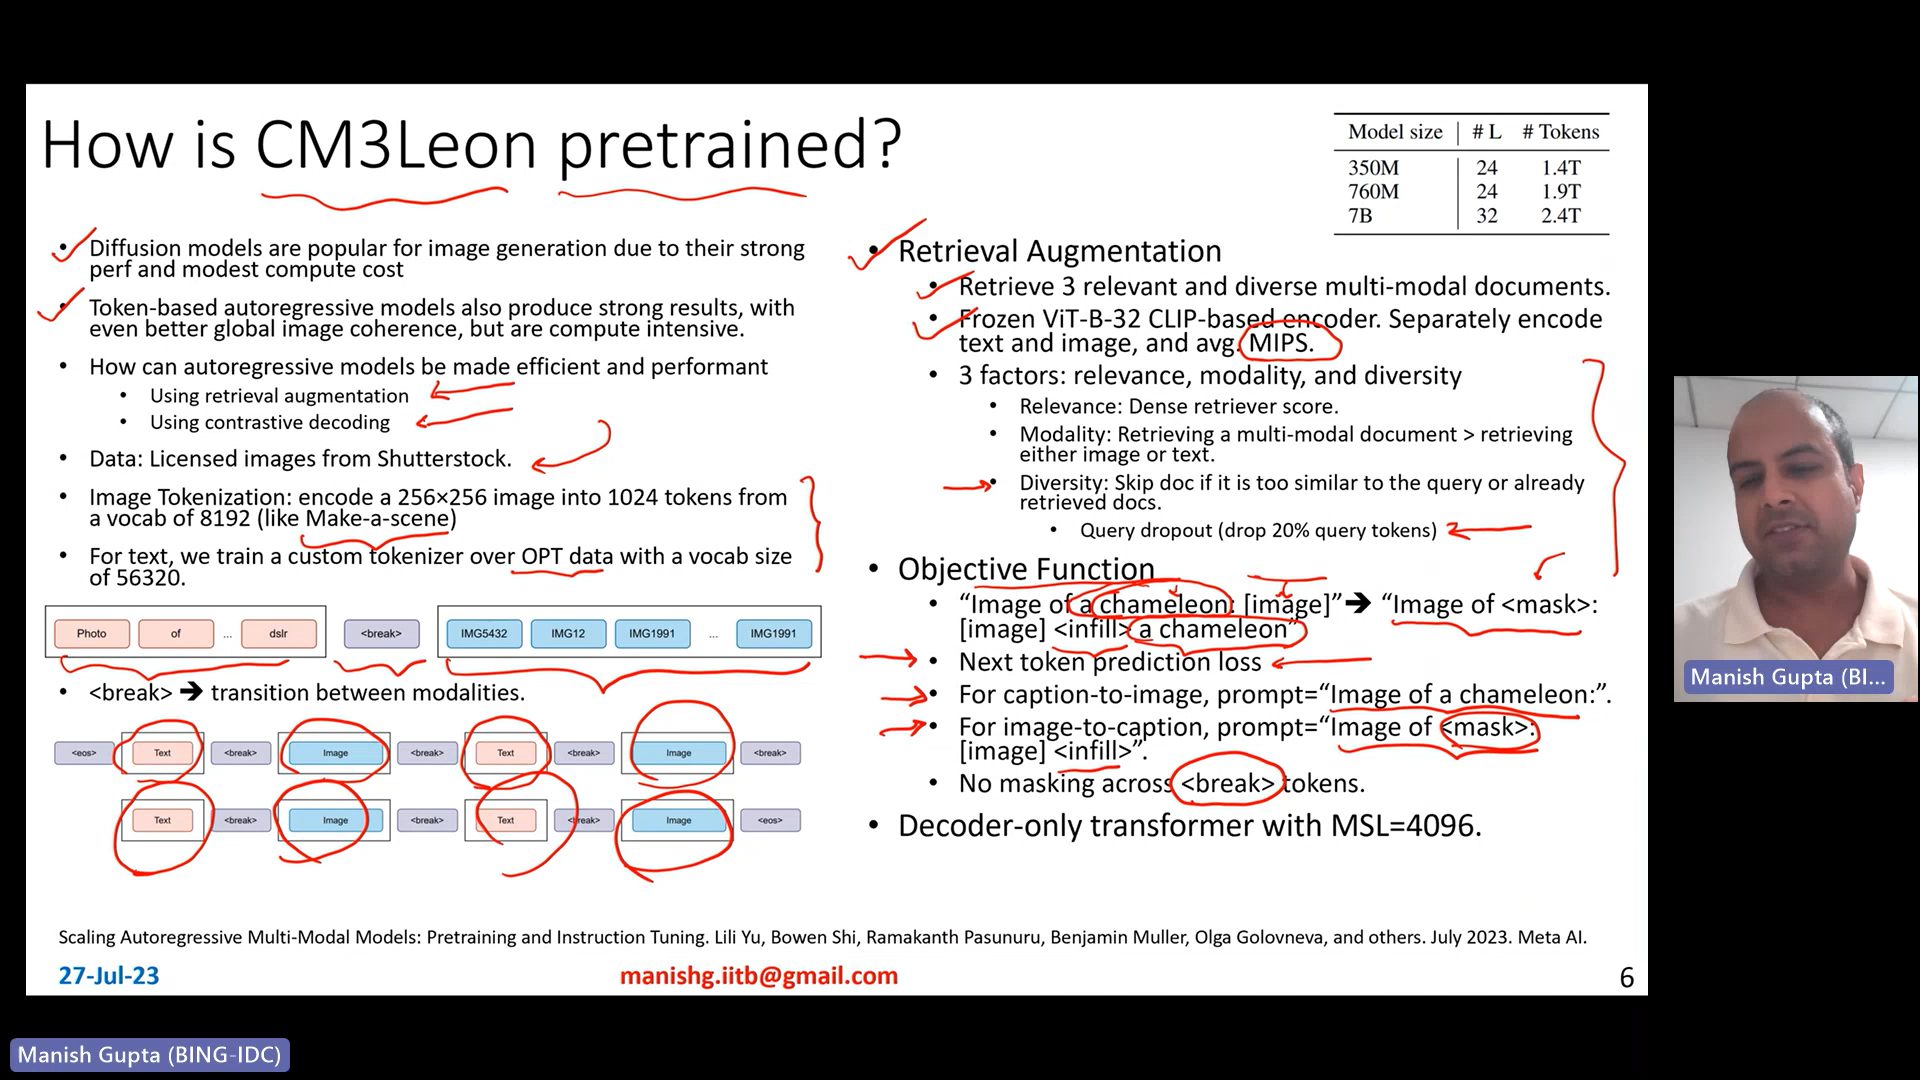 How is CM3Leon pretrained?
Model size # L # Tokens
350M 24 1.4T
760M 24 1.9T
7B 32 2.4T
• Diffusion models are popular for image generation due to their strong
perf and modest compute cost
• Token-based autoregressive models also produce strong results, with
even better global image coherence, but are compute intensive.
• How can autoregressive models be made efficient and performant
• Using retrieval augmentation
• Using contrastive decoding
• Data: Licensed images from Shutterstock.
• Image Tokenization: encode a 256×256 image into 1024 tokens from
a vocab of 8192 (like Make-a-scene)
• For text, we train a custom tokenizer over OPT data with a vocab size
of 56320.
Photo of ... dslr <break> IMG5432 IMG12 IMG1991 ... IMG1991
• <break> ➔ transition between modalities.
<eos> Text <break> Image <break> Text <break> Image <break>
Text <break> Image <break> Text <break> Image <eos>
• Retrieval Augmentation
• Retrieve 3 relevant and diverse multi-modal documents.
• Frozen ViT-B-32 CLIP-based encoder. Separately encode
text and image, and avg. MIPS.
• 3 factors: relevance, modality, and diversity
• Relevance: Dense retriever score.
• Modality: Retrieving a multi-modal document > retrieving
either image or text.
• Diversity: Skip doc if it is too similar to the query or already
retrieved docs.
• Query dropout (drop 20% query tokens)
• Objective Function
• “Image of a chameleon: [image]”➔ “Image of <mask>:
[image] <infill> a chameleon”
• Next token prediction loss
• For caption-to-image, prompt=“Image of a chameleon:”.
• For image-to-caption, prompt=“Image of <mask>:
[image] <infill>”.
• No masking across <break> tokens.
• Decoder-only transformer with MSL=4096.
Scaling Autoregressive Multi-Modal Models: Pretraining and Instruction Tuning. Lili Yu, Bowen Shi, Ramakanth Pasunuru, Benjamin Muller, Olga Golovneva, and others. July 2023. Meta AI.
27-Jul-23 manishg.iitb@gmail.com 6
Manish Gupta (BI...
Manish Gupta (BING-IDC)